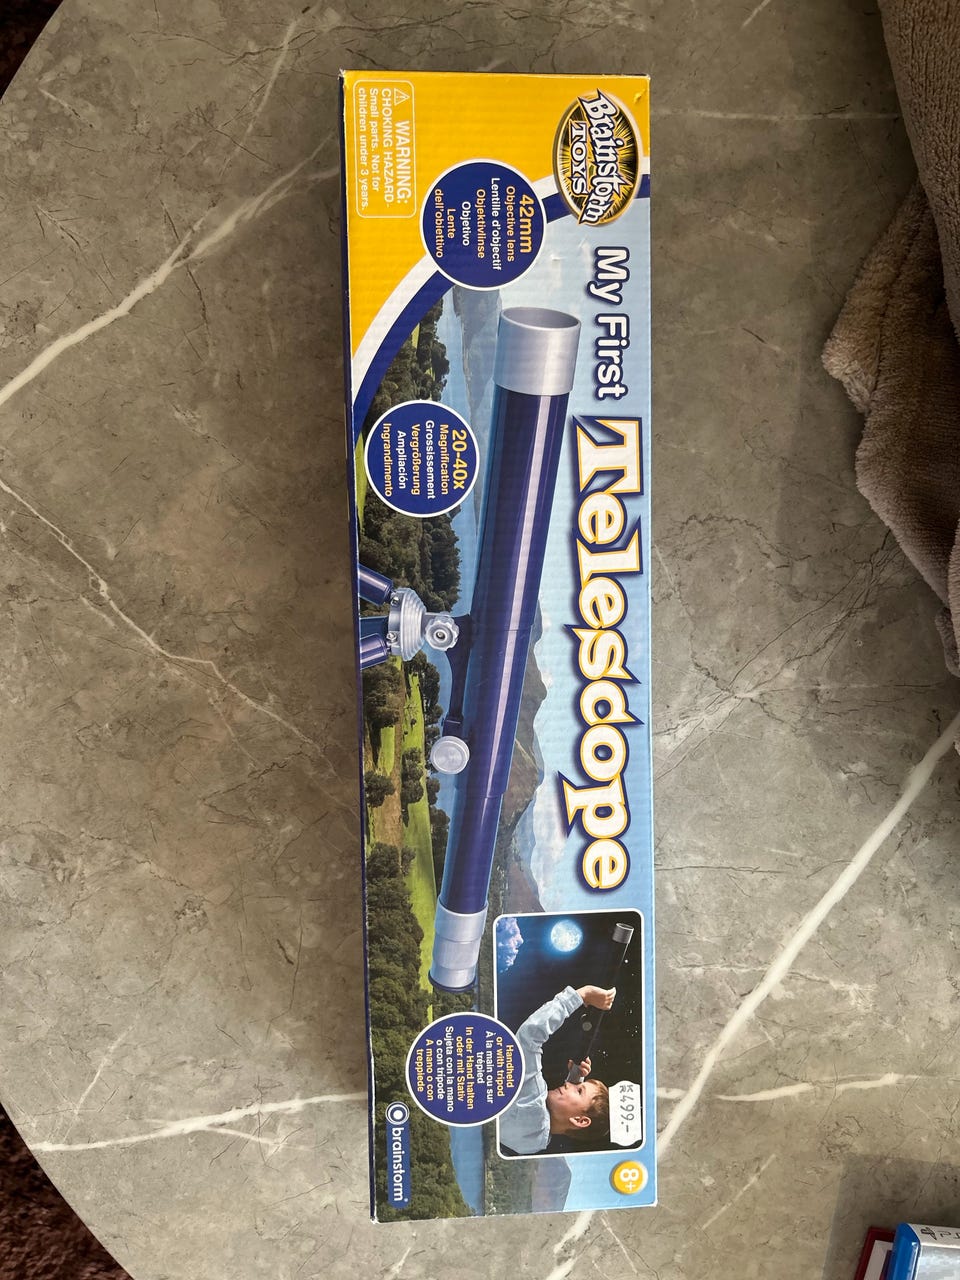 Brainstorm
TOYS
My First Telescope
WARNING:
CHOKING HAZARD-
Small parts. Not for
children under 3 years.
42mm
Objective lens
Lentille d'objectif
Objektivlinse
Objetivo
Lente
dell'obiettivo
20-40x
Magnification
Grossissement
Vergrößerung
Ampliación
Ingrandimento
Handheld
or with tripod
À la main ou sur
trépied
In der Hand halten
oder mit Stativ
Sujeta con la mano
o con trípode
A mano o con
treppiede
499.-
8+
brainstorm